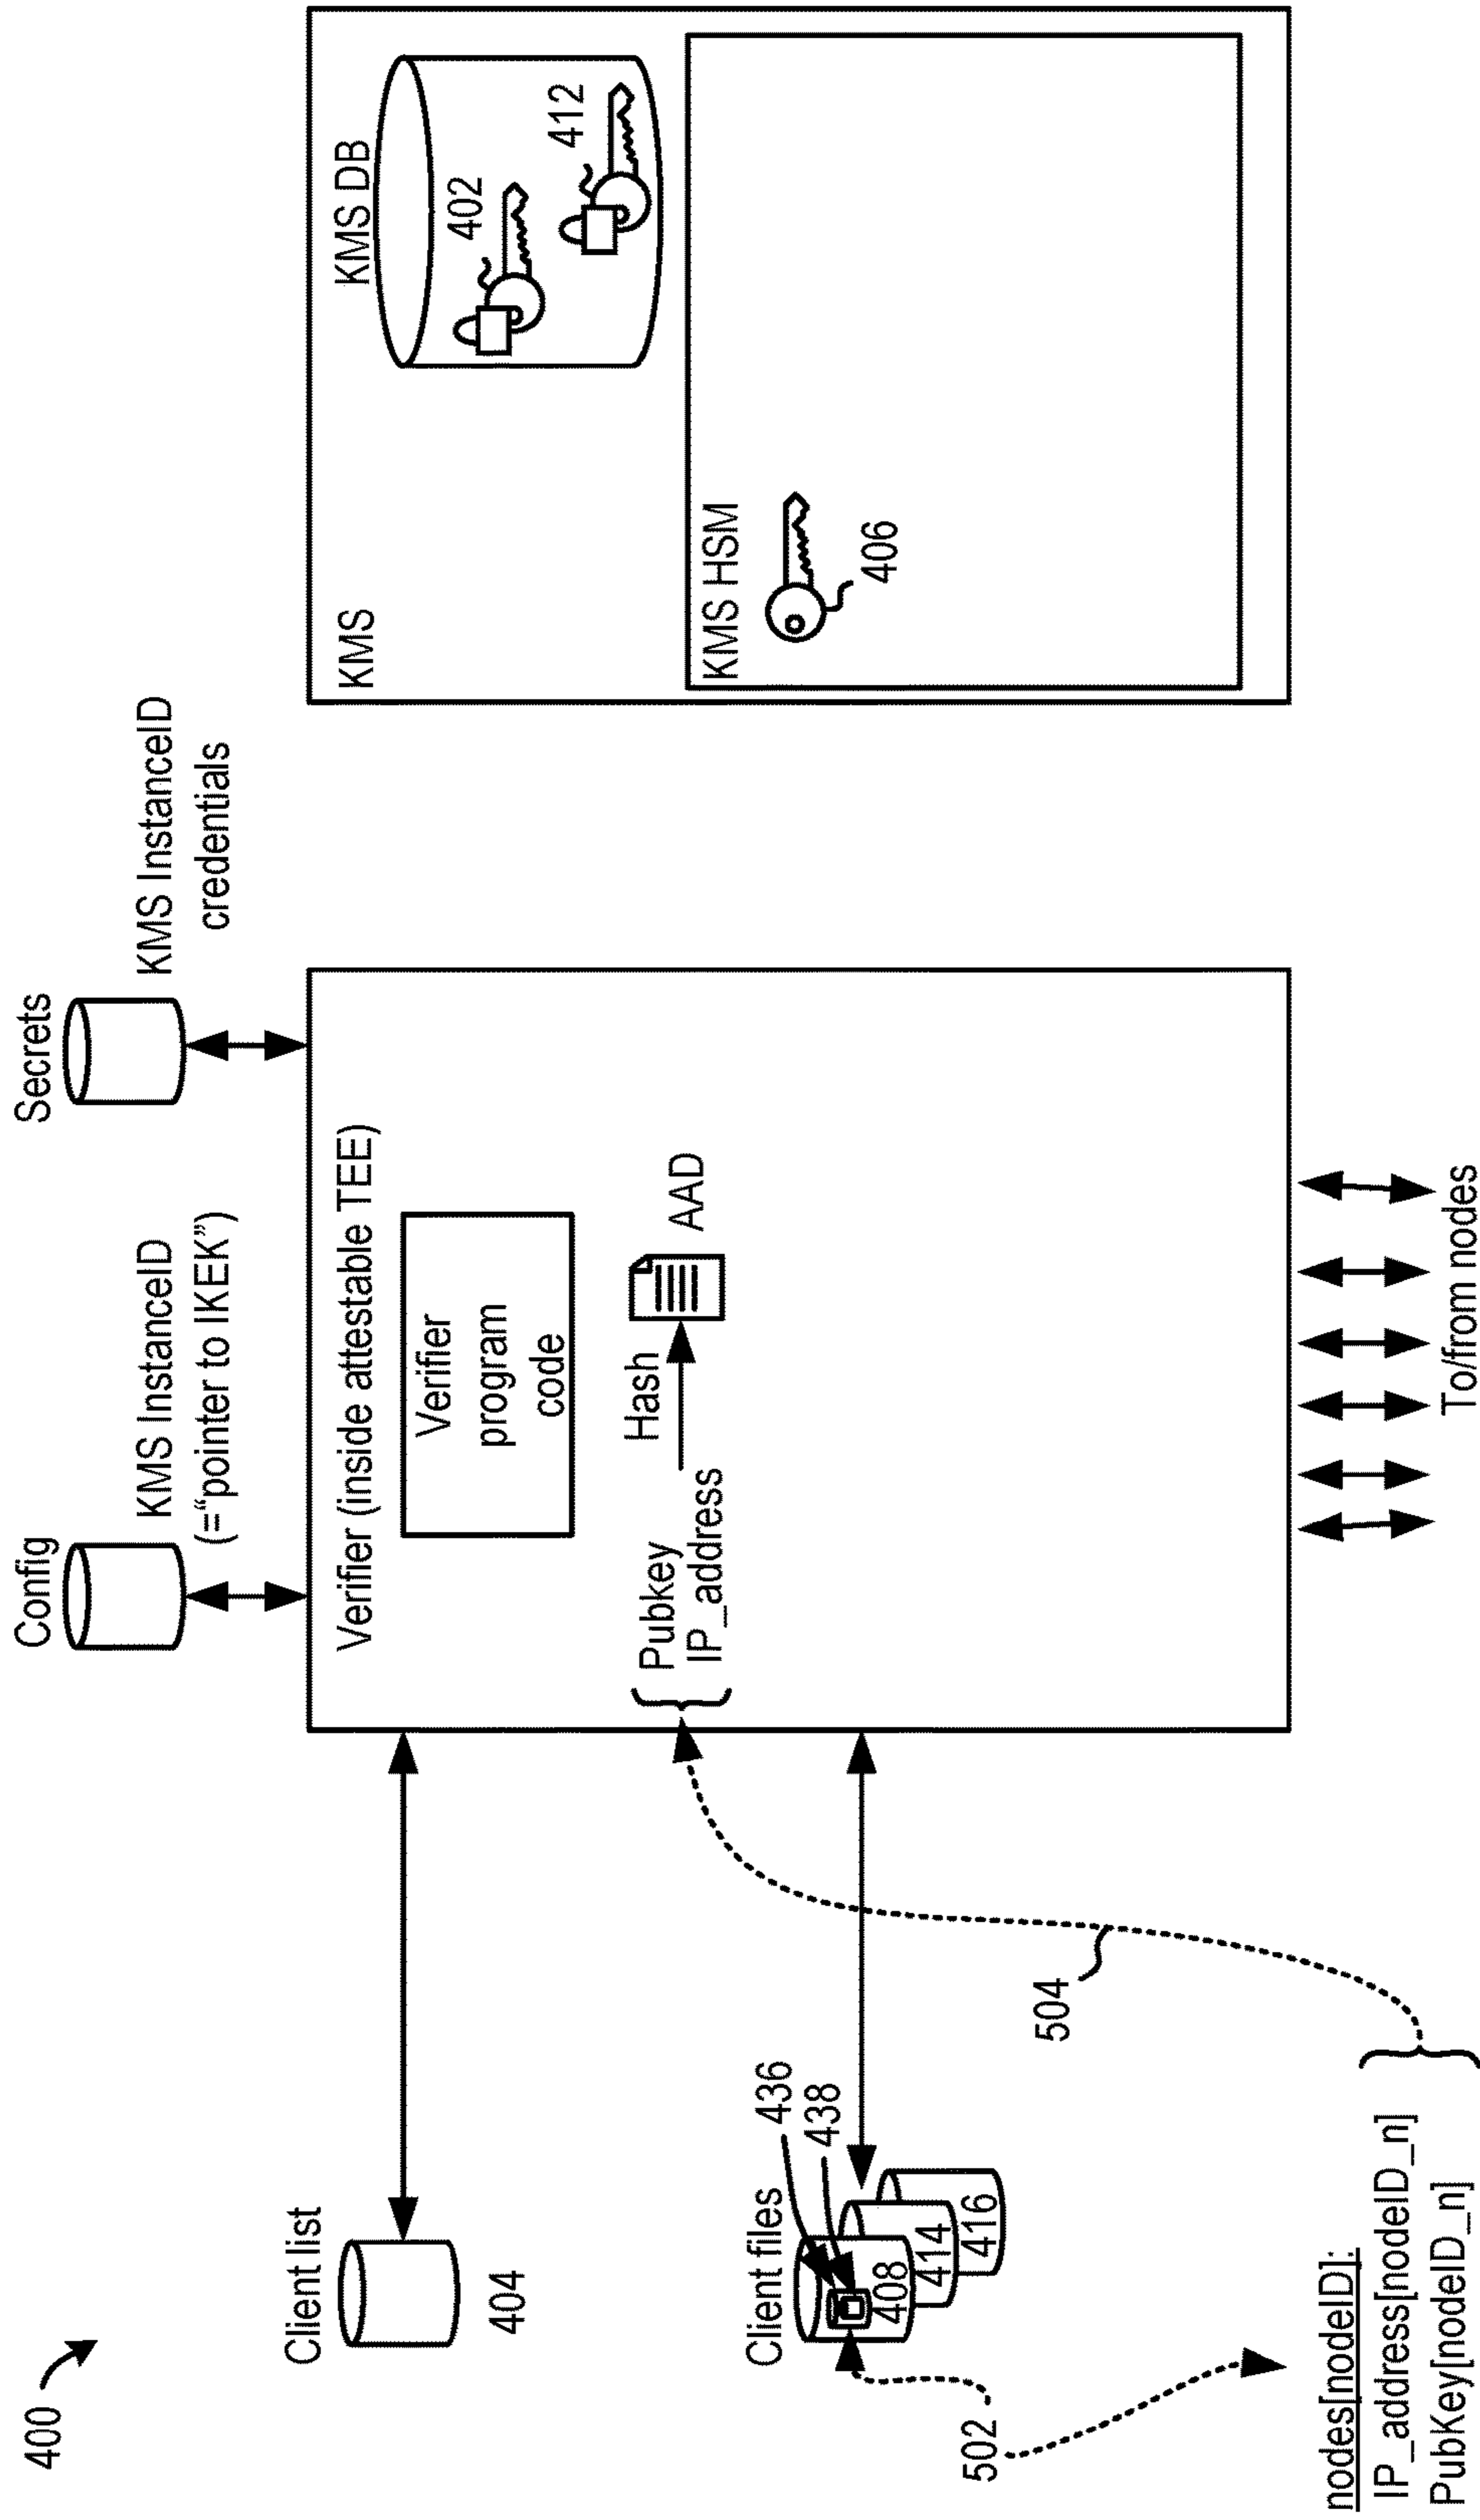 400
Config
KMS InstanceID
(=“pointer to IKEK”)
Secrets
KMS InstanceID
credentials
Client list
404
Verifier (inside attestable TEE)
Verifier
program
code
Pubkey
IP_address
Hash
AAD
KMS
KMS DB
402
412
KMS HSM
406
Client files
436
438
408
414
416
502
504
nodes[nodeID]:
IP_address[nodeID_n]
PubKey[nodeID_n]
To/from nodes